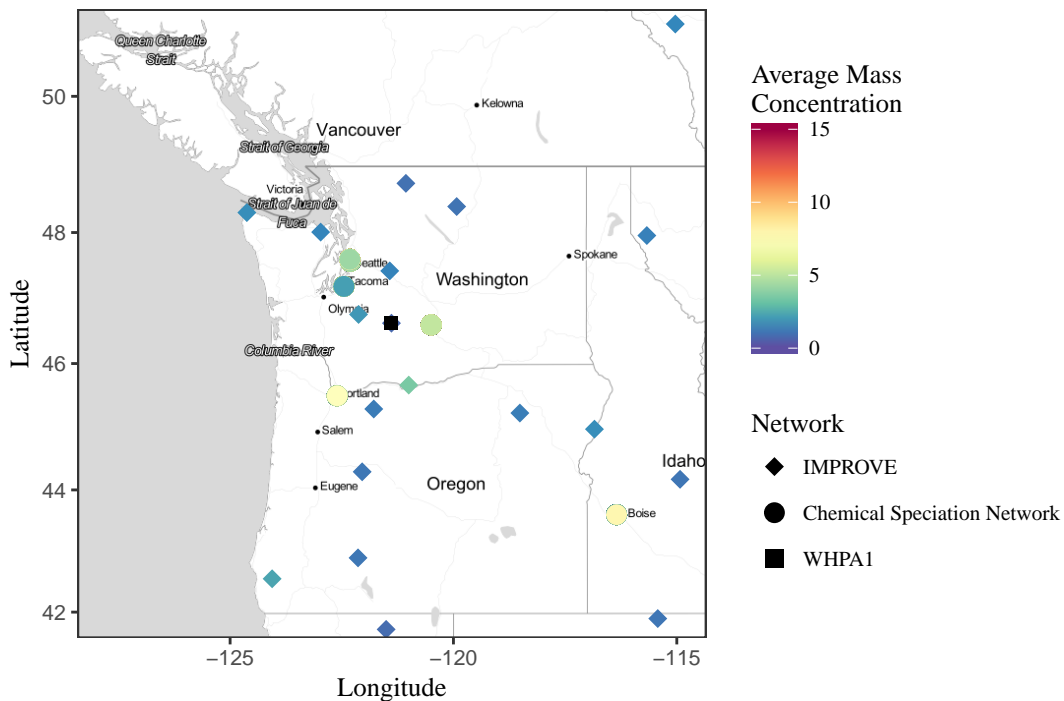 Queen Charlotte
Strait
50
Kelowna
Vancouver
Strait of Georgia
Victoria
Strait of Juan de
Fuca
48
eattle
Spokane
Tacoma
Washington
Olympia
46
Columbia River
ortland
Salem
44
Eugene
Oregon
Idaho
Boise
42
−125
−120
−115
Longitude
Latitude
Average Mass
Concentration
15
10
5
0
Network
IMPROVE
Chemical Speciation Network
WHPA1